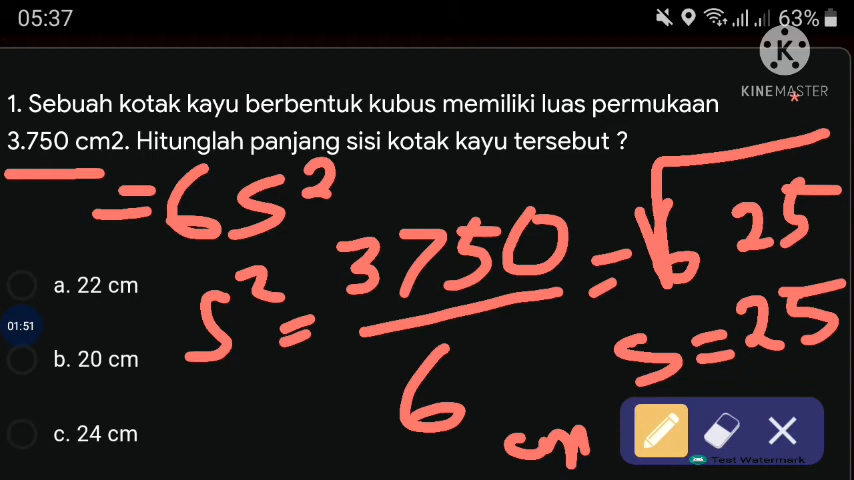 05:37
63%
KINEMASTER
1. Sebuah kotak kayu berbentuk kubus memiliki luas permukaan *
3.750 cm2. Hitunglah panjang sisi kotak kayu tersebut ?
= 6 S²
S² = 3750 / 6 = √625
S = 25
cm
a. 22 cm
01:51
b. 20 cm
c. 24 cm
Test Watermark